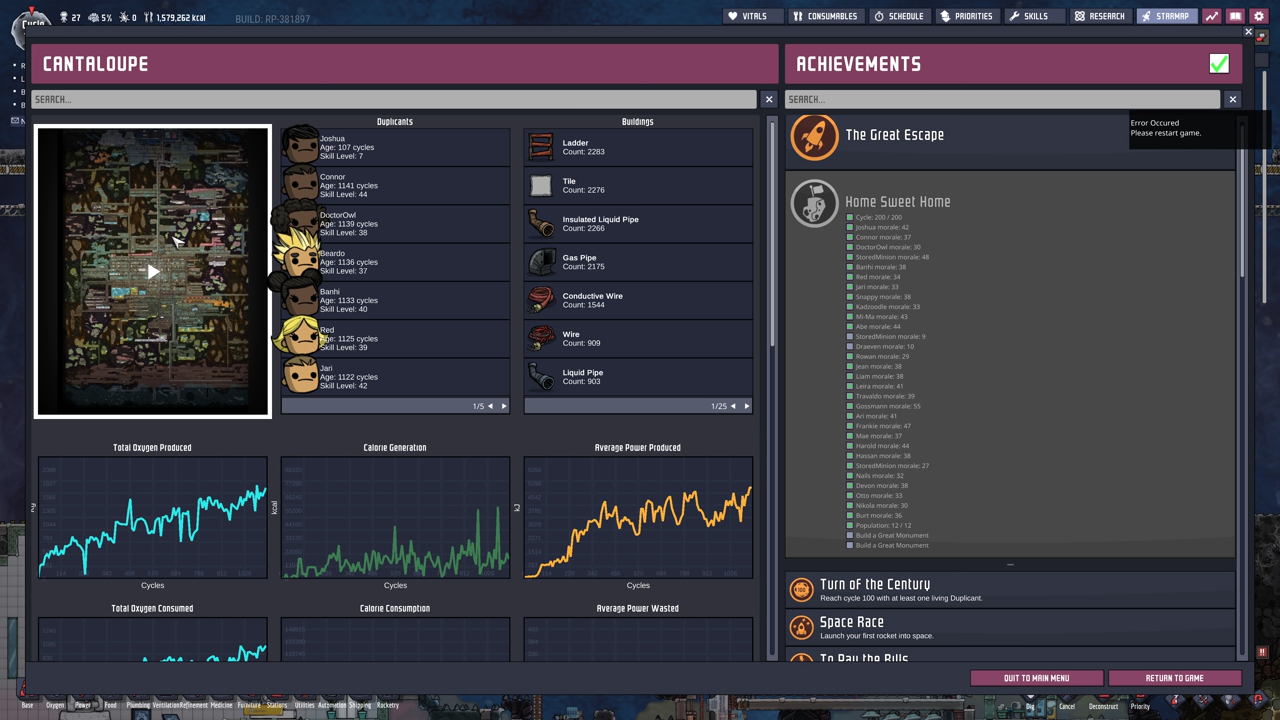 27 5% 0 1,579,262 kcal BUILD: RP-381897
VITALS CONSUMABLES SCHEDULE PRIORITIES SKILLS RESEARCH STARMAP
CANTALOUPE
SEARCH...
Duplicants
Joshua
Age: 107 cycles
Skill Level: 7
Connor
Age: 1141 cycles
Skill Level: 44
DoctorOwl
Age: 1139 cycles
Skill Level: 38
Beardo
Age: 1136 cycles
Skill Level: 37
Banhi
Age: 1133 cycles
Skill Level: 40
Red
Age: 1125 cycles
Skill Level: 39
Jari
Age: 1122 cycles
Skill Level: 42
1/5
Buildings
Ladder
Count: 2283
Tile
Count: 2276
Insulated Liquid Pipe
Count: 2266
Gas Pipe
Count: 2175
Conductive Wire
Count: 1544
Wire
Count: 909
Liquid Pipe
Count: 903
1/25
Total Oxygen Produced
Cycles
Calorie Generation
kcal
Cycles
Average Power Produced
Cycles
Total Oxygen Consumed
Calorie Consumption
Average Power Wasted
ACHIEVEMENTS
SEARCH...
Error Occured
Please restart game.
The Great Escape
Home Sweet Home
Cycle: 200 / 200
Joshua morale: 42
Connor morale: 37
DoctorOwl morale: 30
StoredMinion morale: 48
Banhi morale: 38
Red morale: 34
Jari morale: 33
Snappy morale: 38
Kadzoodle morale: 33
Mi-Ma morale: 43
Abe morale: 44
StoredMinion morale: 9
Draeven morale: 10
Rowan morale: 29
Jean morale: 38
Liam morale: 38
Leira morale: 41
Travaldo morale: 39
Gossmann morale: 55
Ari morale: 41
Frankie morale: 47
Mae morale: 37
Harold morale: 44
Hassan morale: 38
StoredMinion morale: 27
Nails morale: 32
Devon morale: 38
Otto morale: 33
Nikola morale: 30
Burt morale: 36
Population: 12 / 12
Build a Great Monument
Build a Great Monument
Turn of the Century
Reach cycle 100 with at least one living Duplicant.
Space Race
Launch your first rocket into space.
To Pay the Bills
QUIT TO MAIN MENU RETURN TO GAME
Base Oxygen Power Food Plumbing Ventilation Refinement Medicine Furniture Stations Utilities Automation Shipping Rocketry Dig Cancel Deconstruct Priority